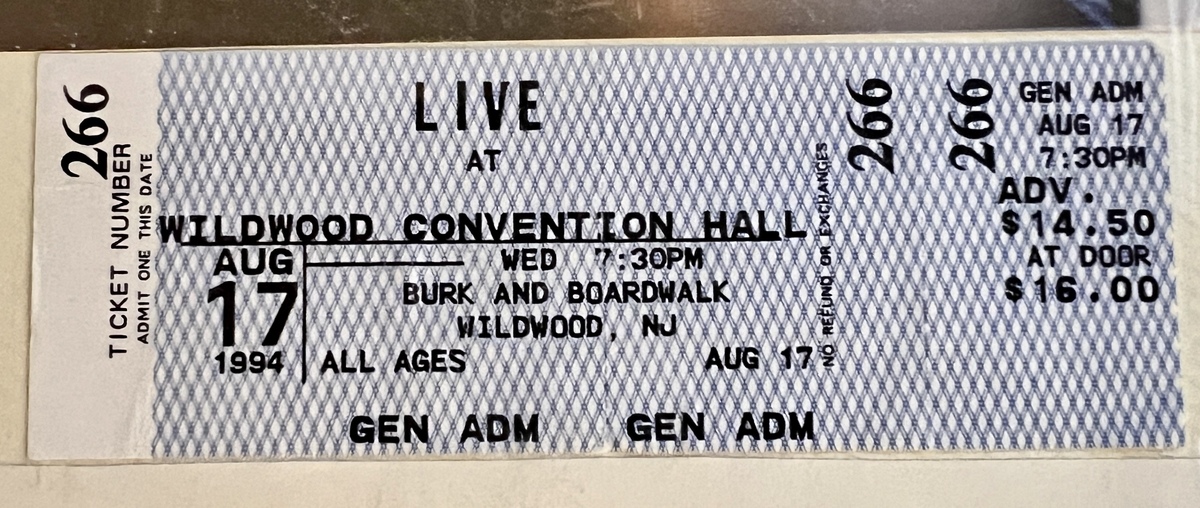 266
TICKET NUMBER
ADMIT ONE THIS DATE
LIVE
AT
WILDWOOD CONVENTION HALL
AUG
17
1994
WED 7:30PM
BURK AND BOARDWALK
WILDWOOD, NJ
ALL AGES AUG 17
GEN ADM GEN ADM
NO REFUND OR EXCHANGES
266
266
GEN ADM
AUG 17
7:30PM
ADV.
$14.50
AT DOOR
$16.00